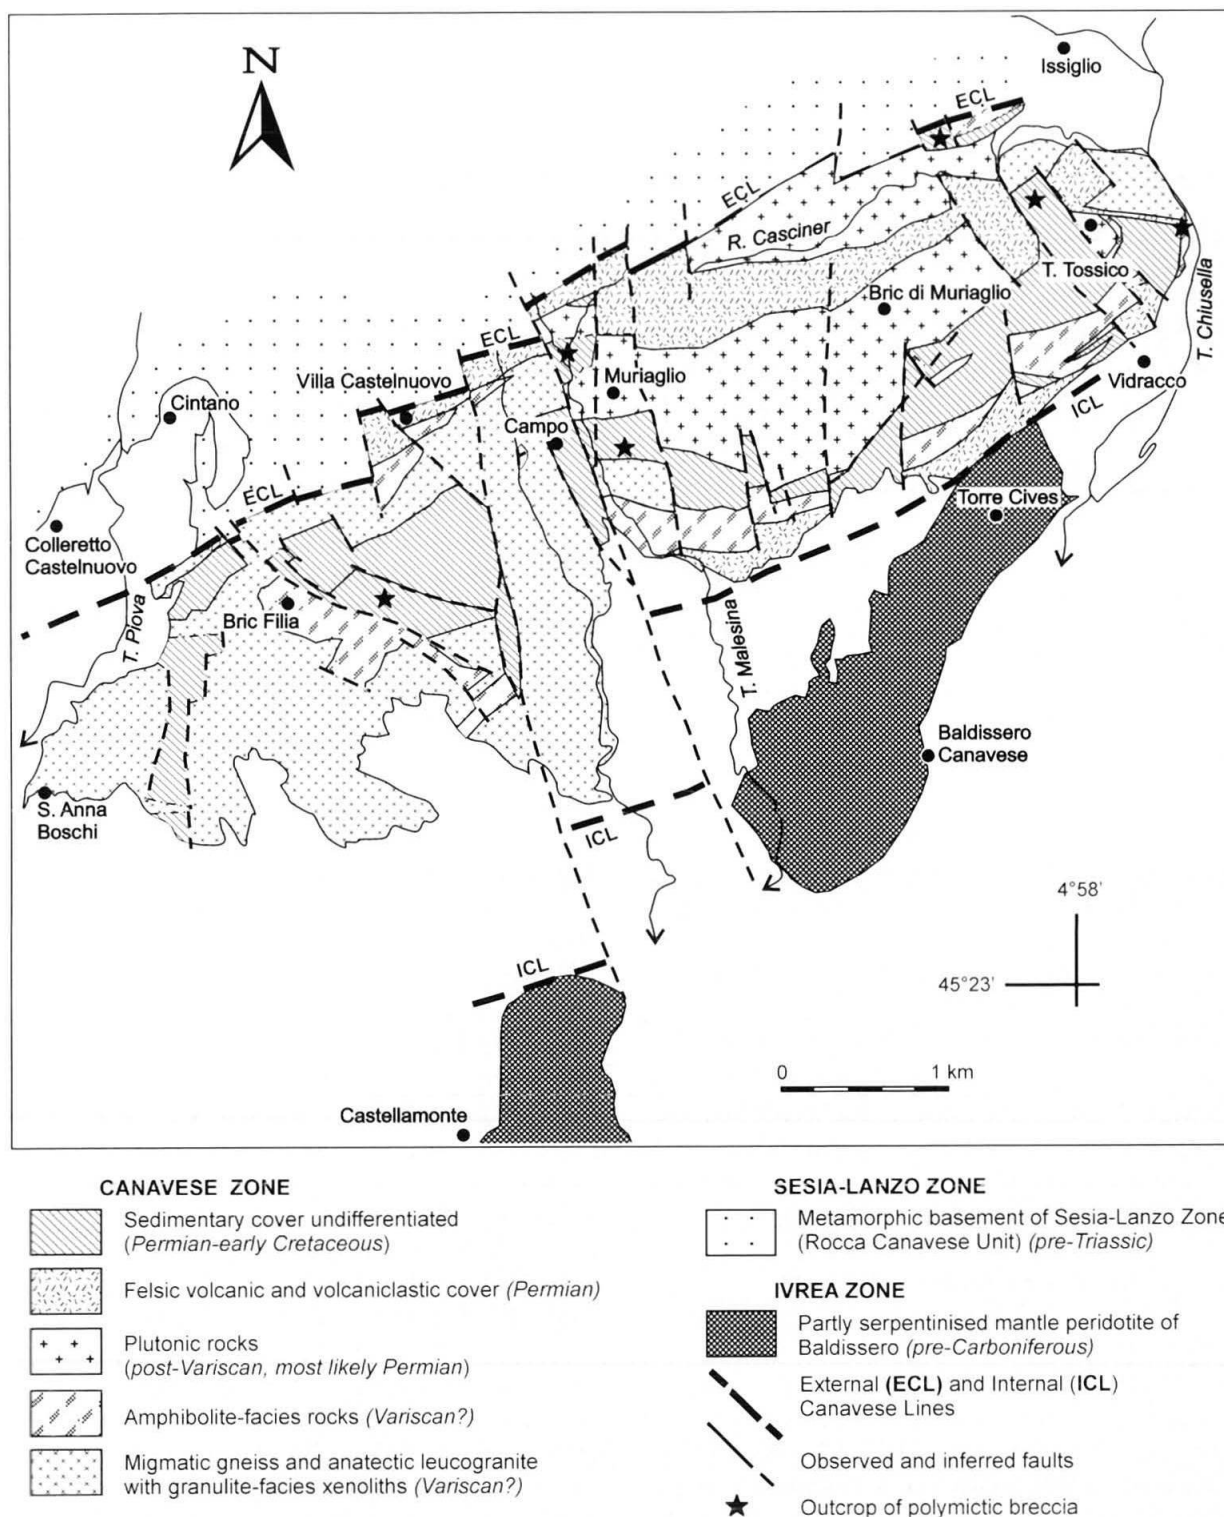 N
Issiglio
ECL
ECL
R. Casciner
T. Tossico
Bric di Muriaglio
T. Chiusella
ECL
Villa Castelnuovo
Muriaglio
Vidracco
Cintano
ICL
Campo
ECL
Torre Cives
Colleretto
Castelnuovo
Bric Filia
T. Piova
T. Malesina
Baldissero
Canavese
S. Anna
Boschi
ICL
4°58'
ICL
45°23'
0 1 km
Castellamonte
CANAVESE ZONE
Sedimentary cover undifferentiated
(Permian-early Cretaceous)
Felsic volcanic and volcaniclastic cover (Permian)
Plutonic rocks
(post-Variscan, most likely Permian)
Amphibolite-facies rocks (Variscan?)
Migmatic gneiss and anatectic leucogranite
with granulite-facies xenoliths (Variscan?)
SESIA-LANZO ZONE
Metamorphic basement of Sesia-Lanzo Zone
(Rocca Canavese Unit) (pre-Triassic)
IVREA ZONE
Partly serpentinised mantle peridotite of
Baldissero (pre-Carboniferous)
External (ECL) and Internal (ICL)
Canavese Lines
Observed and inferred faults
Outcrop of polymictic breccia